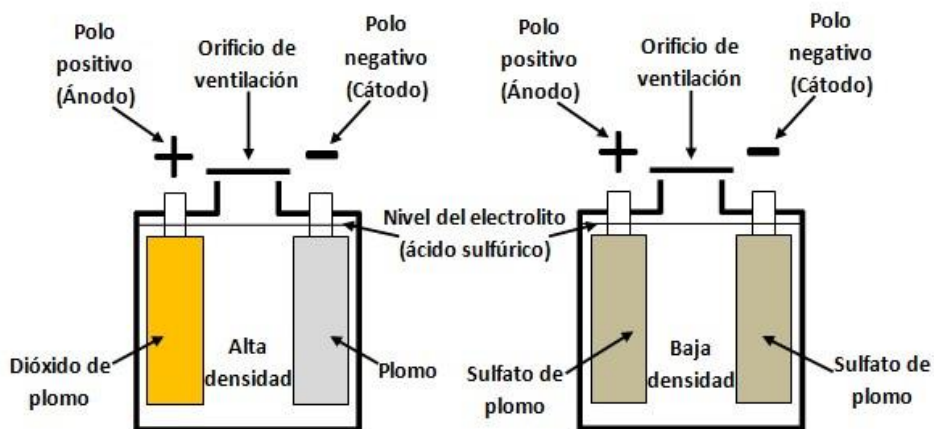 Polo
positivo
(Ánodo)
Orificio de
ventilación
Polo
negativo
(Cátodo)
Polo
positivo
(Ánodo)
Orificio de
ventilación
Polo
negativo
(Cátodo)
+
-
+
-
Nivel del electrolito
(ácido sulfúrico)
Dióxido de
plomo
Alta
densidad
Plomo
Sulfato de
plomo
Baja
densidad
Sulfato de
plomo